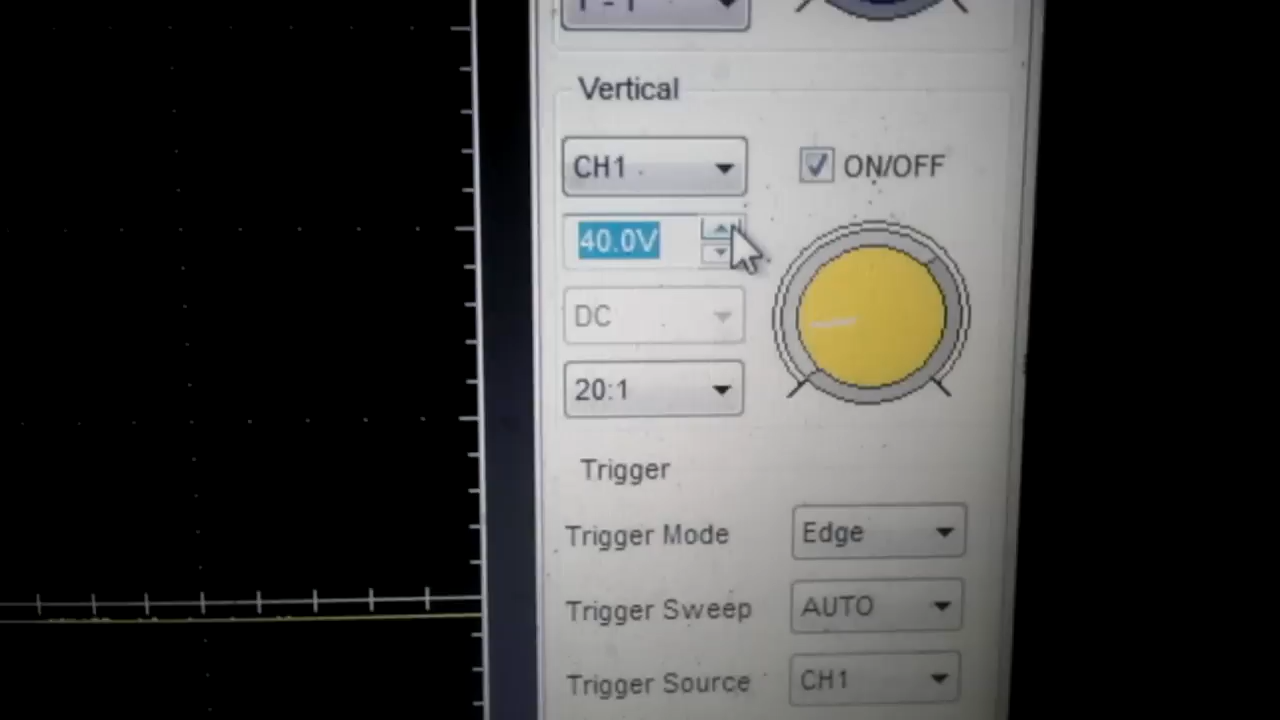 Vertical
CH1
ON/OFF
40.0V
DC
20:1
Trigger
Trigger Mode
Edge
Trigger Sweep
AUTO
Trigger Source
CH1